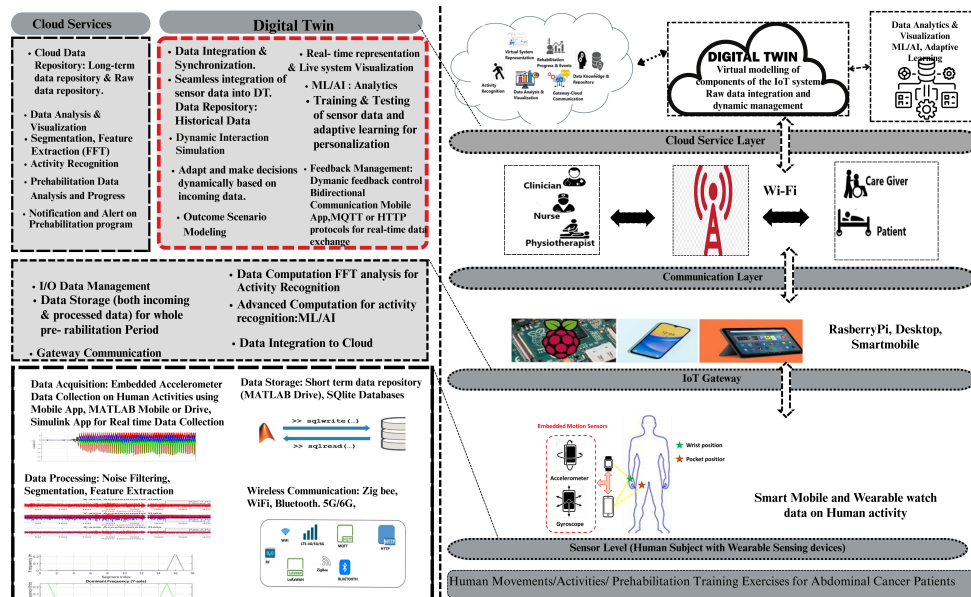 Cloud Services
Digital Twin
• Cloud Data
Repository: Long-term
data repository & Raw
data repository.
• Data Analysis &
Visualization
• Segmentation, Feature
Extraction (FFT)
• Activity Recognition
• Prehabilitation Data
Analysis and Progress
• Notification and Alert on
Prehabilitation program
• Data Integration &
Synchronization.
• Seamless integration of
sensor data into DT.
Data Repository:
Historical Data
• Dynamic Interaction
Simulation
• Adapt and make decisions
dynamically based on
incoming data.
• Outcome Scenario
Modeling
• Real- time representation
& Live system Visualization
• ML/AI : Analytics
• Training & Testing
of sensor data and
adaptive learning for
personalization
• Feedback Management:
Dymanic feedback control
Bidirectional
Communication Mobile
App,MQTT or HTTP
protocols for real-time data
exchange
• I/O Data Management
• Data Storage (both incoming
& processed data) for whole
pre- rabilitation Period
• Gateway Communication
• Data Computation FFT analysis for
Activity Recognition
• Advanced Computation for activity
recognition:ML/AI
• Data Integration to Cloud
Data Acquisition: Embedded Accelerometer
Data Collection on Human Activities using
Mobile App, MATLAB Mobile or Drive,
Simulink App for Real time Data Collection
Data Processing: Noise Filtering,
Segmentation, Feature Extraction
Segment Index
Dominant Frequency (Y-axis)
Data Storage: Short term data repository
(MATLAB Drive), SQlite Databases
>> sqlwrite(…)
>> sqlread(…)
Wireless Communication: Zig bee,
WiFi, Bluetooth. 5G/6G,
WiFi
LTE-4G/5G/6G
MQTT
HTTP
RF
LoRaWAN
ZigBee
BLUETOOTH
Virtual System
Representation
Rehabilitation
Progress & Events
Data Knowledge &
Repository
Activity
Recognition
Data Analysis &
Visualization
Gateway-Cloud
Communication
DIGITAL TWIN
Virtual modelling of
components of the IoT system
Raw data integration and
dynamic management
Data Analytics &
Visualization
ML/AI, Adaptive
Learning
Cloud Service Layer
Clinician
Nurse
Physiotherapist
Wi-Fi
Care Giver
Patient
Communication Layer
RasberryPi, Desktop,
Smartmobile
IoT Gateway
Embedded Motion Sensors
Accelerometer
Gyroscope
Wrist position
Pocket position
Smart Mobile and Wearable watch
data on Human activity
Sensor Level (Human Subject with Wearable Sensing devices)
Human Movements/Activities/ Prehabilitation Training Exercises for Abdominal Cancer Patients